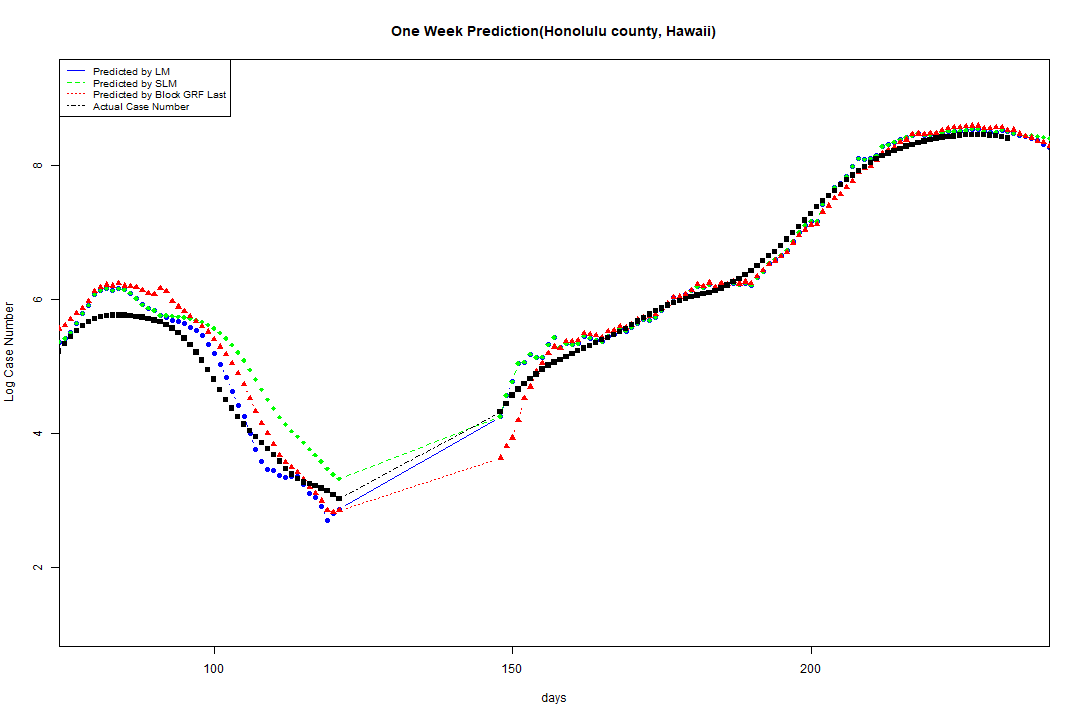 One Week Prediction(Honolulu county, Hawaii)
Predicted by LM
Predicted by SLM
Predicted by Block GRF Last
Actual Case Number
8
6
4
2
Log Case Number
100 150 200
days